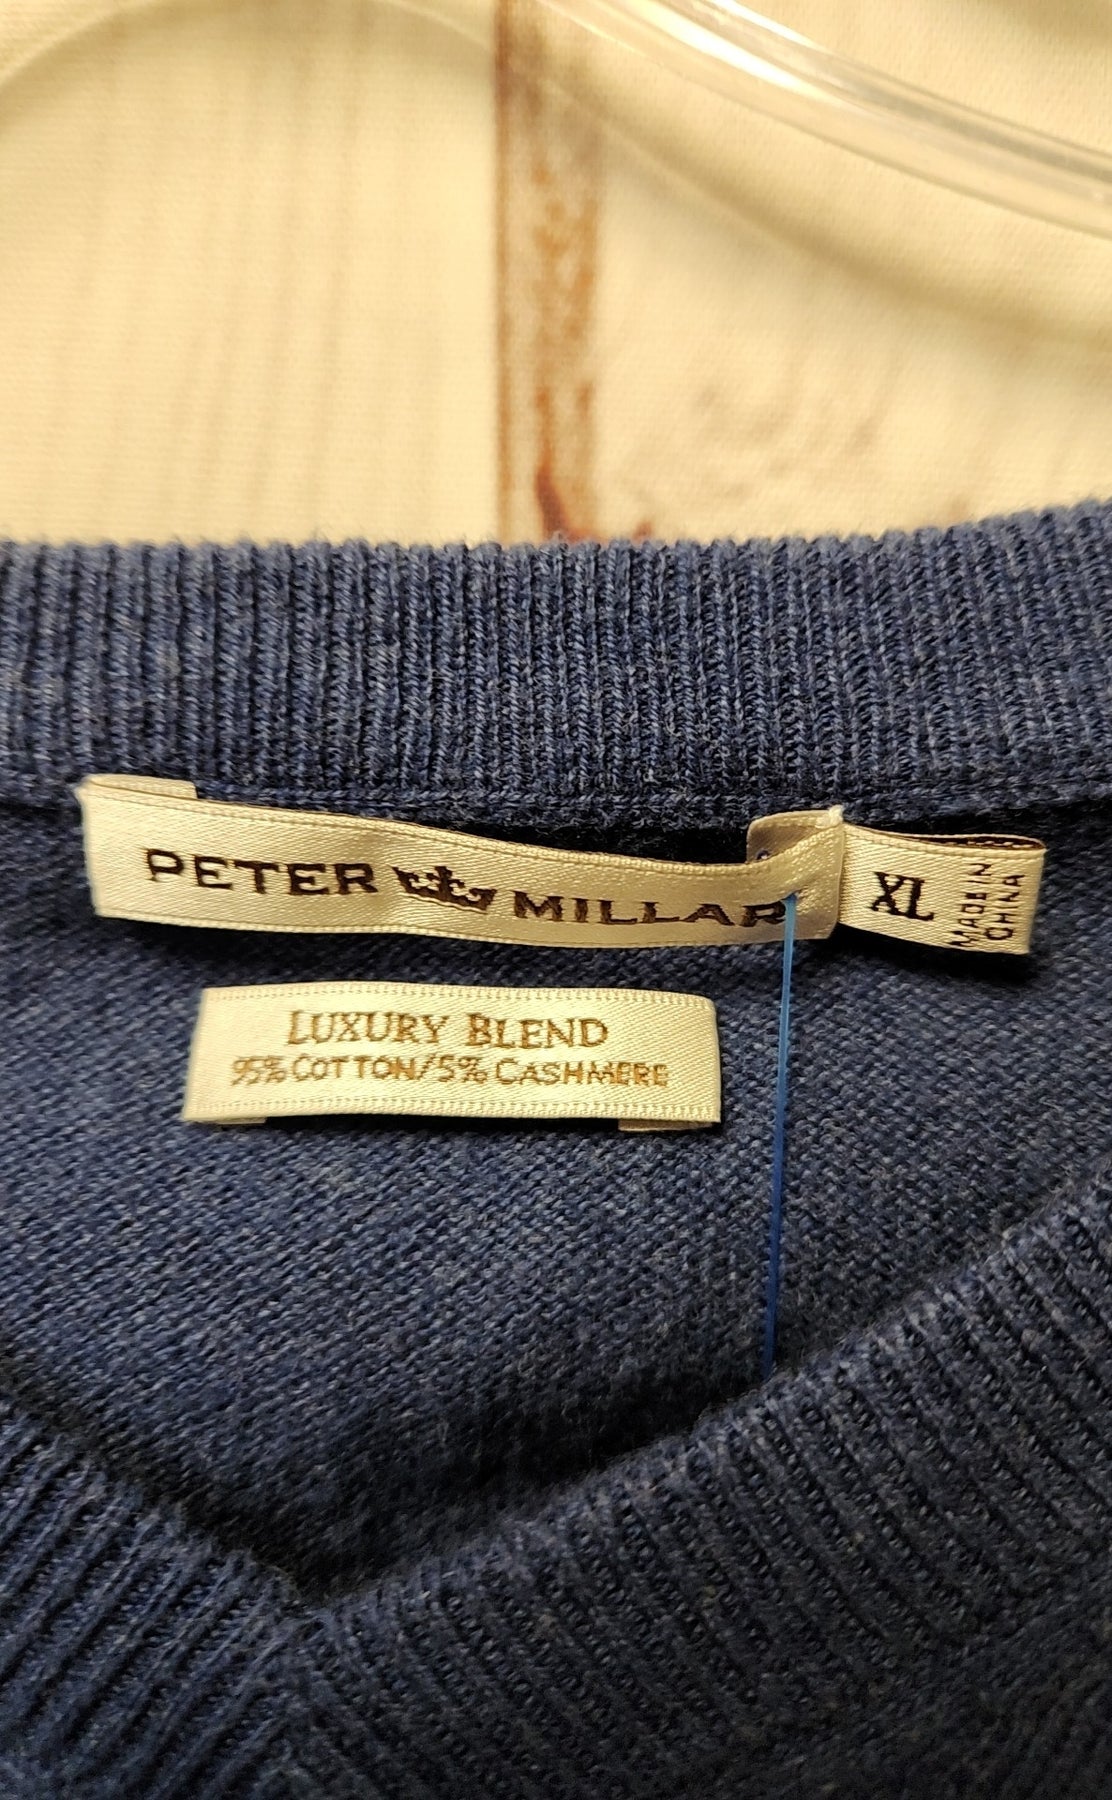 PETER MILLAR
XL
MADE IN
CHINA
LUXURY BLEND
95% COTTON/5% CASHMERE